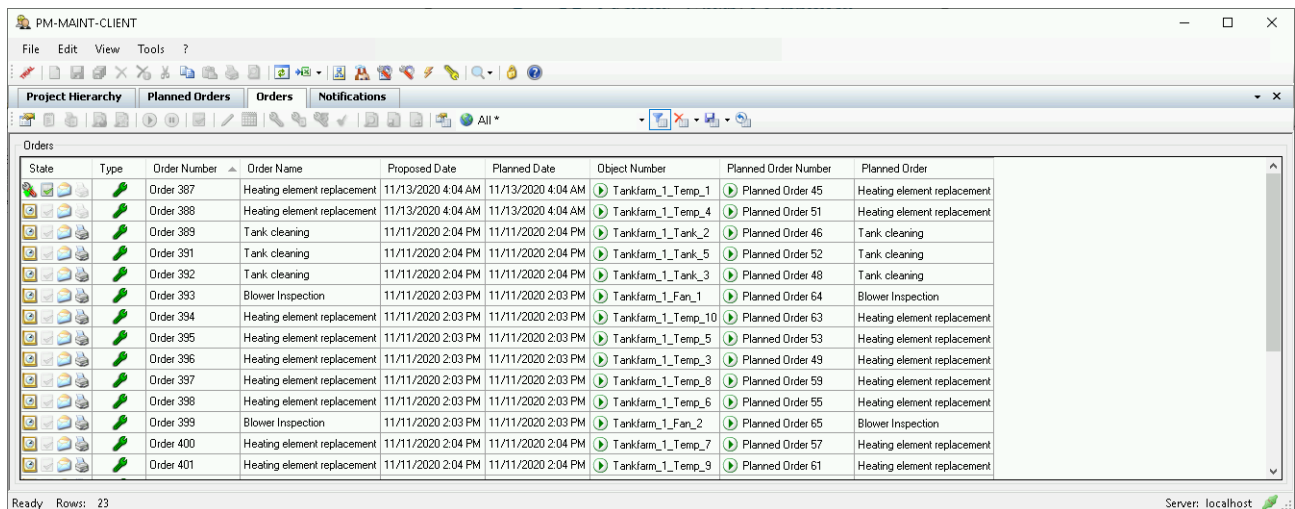 PM-MAINT-CLIENT
File Edit View Tools ?
Project Hierarchy Planned Orders Orders Notifications
All *
Orders
State Type Order Number Order Name Proposed Date Planned Date Object Number Planned Order Number Planned Order
Order 387 Heating element replacement 11/13/2020 4:04 AM 11/13/2020 4:04 AM Tankfarm_1_Temp_1 Planned Order 45 Heating element replacement
Order 388 Heating element replacement 11/13/2020 4:04 AM 11/13/2020 4:04 AM Tankfarm_1_Temp_4 Planned Order 51 Heating element replacement
Order 389 Tank cleaning 11/11/2020 2:04 PM 11/11/2020 2:04 PM Tankfarm_1_Tank_2 Planned Order 46 Tank cleaning
Order 391 Tank cleaning 11/11/2020 2:04 PM 11/11/2020 2:04 PM Tankfarm_1_Tank_5 Planned Order 52 Tank cleaning
Order 392 Tank cleaning 11/11/2020 2:04 PM 11/11/2020 2:04 PM Tankfarm_1_Tank_3 Planned Order 48 Tank cleaning
Order 393 Blower Inspection 11/11/2020 2:03 PM 11/11/2020 2:03 PM Tankfarm_1_Fan_1 Planned Order 64 Blower Inspection
Order 394 Heating element replacement 11/11/2020 2:03 PM 11/11/2020 2:03 PM Tankfarm_1_Temp_10 Planned Order 63 Heating element replacement
Order 395 Heating element replacement 11/11/2020 2:03 PM 11/11/2020 2:03 PM Tankfarm_1_Temp_5 Planned Order 53 Heating element replacement
Order 396 Heating element replacement 11/11/2020 2:03 PM 11/11/2020 2:03 PM Tankfarm_1_Temp_3 Planned Order 49 Heating element replacement
Order 397 Heating element replacement 11/11/2020 2:03 PM 11/11/2020 2:03 PM Tankfarm_1_Temp_8 Planned Order 59 Heating element replacement
Order 398 Heating element replacement 11/11/2020 2:03 PM 11/11/2020 2:03 PM Tankfarm_1_Temp_6 Planned Order 55 Heating element replacement
Order 399 Blower Inspection 11/11/2020 2:03 PM 11/11/2020 2:03 PM Tankfarm_1_Fan_2 Planned Order 65 Blower Inspection
Order 400 Heating element replacement 11/11/2020 2:04 PM 11/11/2020 2:04 PM Tankfarm_1_Temp_7 Planned Order 57 Heating element replacement
Order 401 Heating element replacement 11/11/2020 2:04 PM 11/11/2020 2:04 PM Tankfarm_1_Temp_9 Planned Order 61 Heating element replacement
Ready Rows: 23 Server: localhost